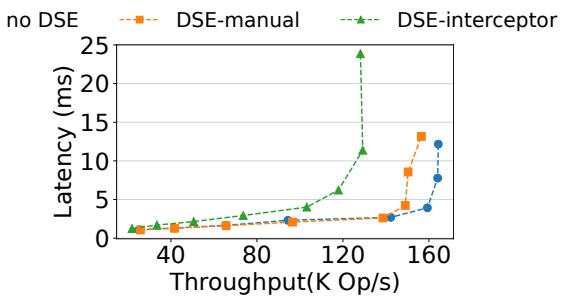 no DSE DSE-manual DSE-interceptor
25
20
15
10
5
0
Latency (ms)
40 80 120 160
Throughput(K Op/s)